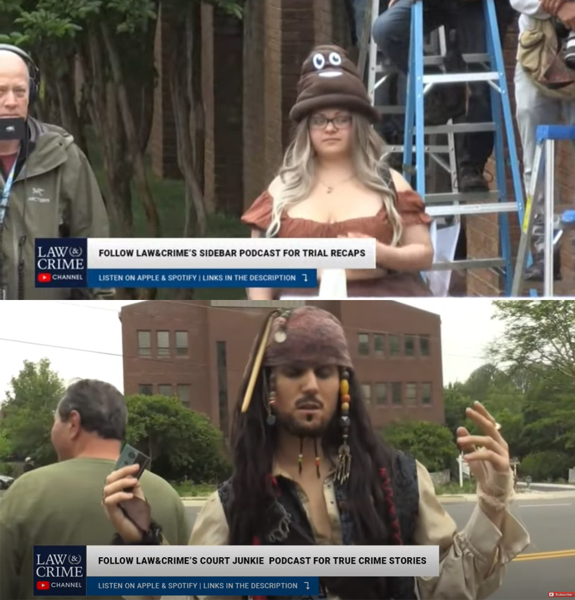 LAW&
CRIME
CHANNEL
FOLLOW LAW&CRIME'S SIDEBAR PODCAST FOR TRIAL RECAPS
LISTEN ON APPLE & SPOTIFY | LINKS IN THE DESCRIPTION
LAW&
CRIME
CHANNEL
FOLLOW LAW&CRIME'S COURT JUNKIE PODCAST FOR TRUE CRIME STORIES
LISTEN ON APPLE & SPOTIFY | LINKS IN THE DESCRIPTION